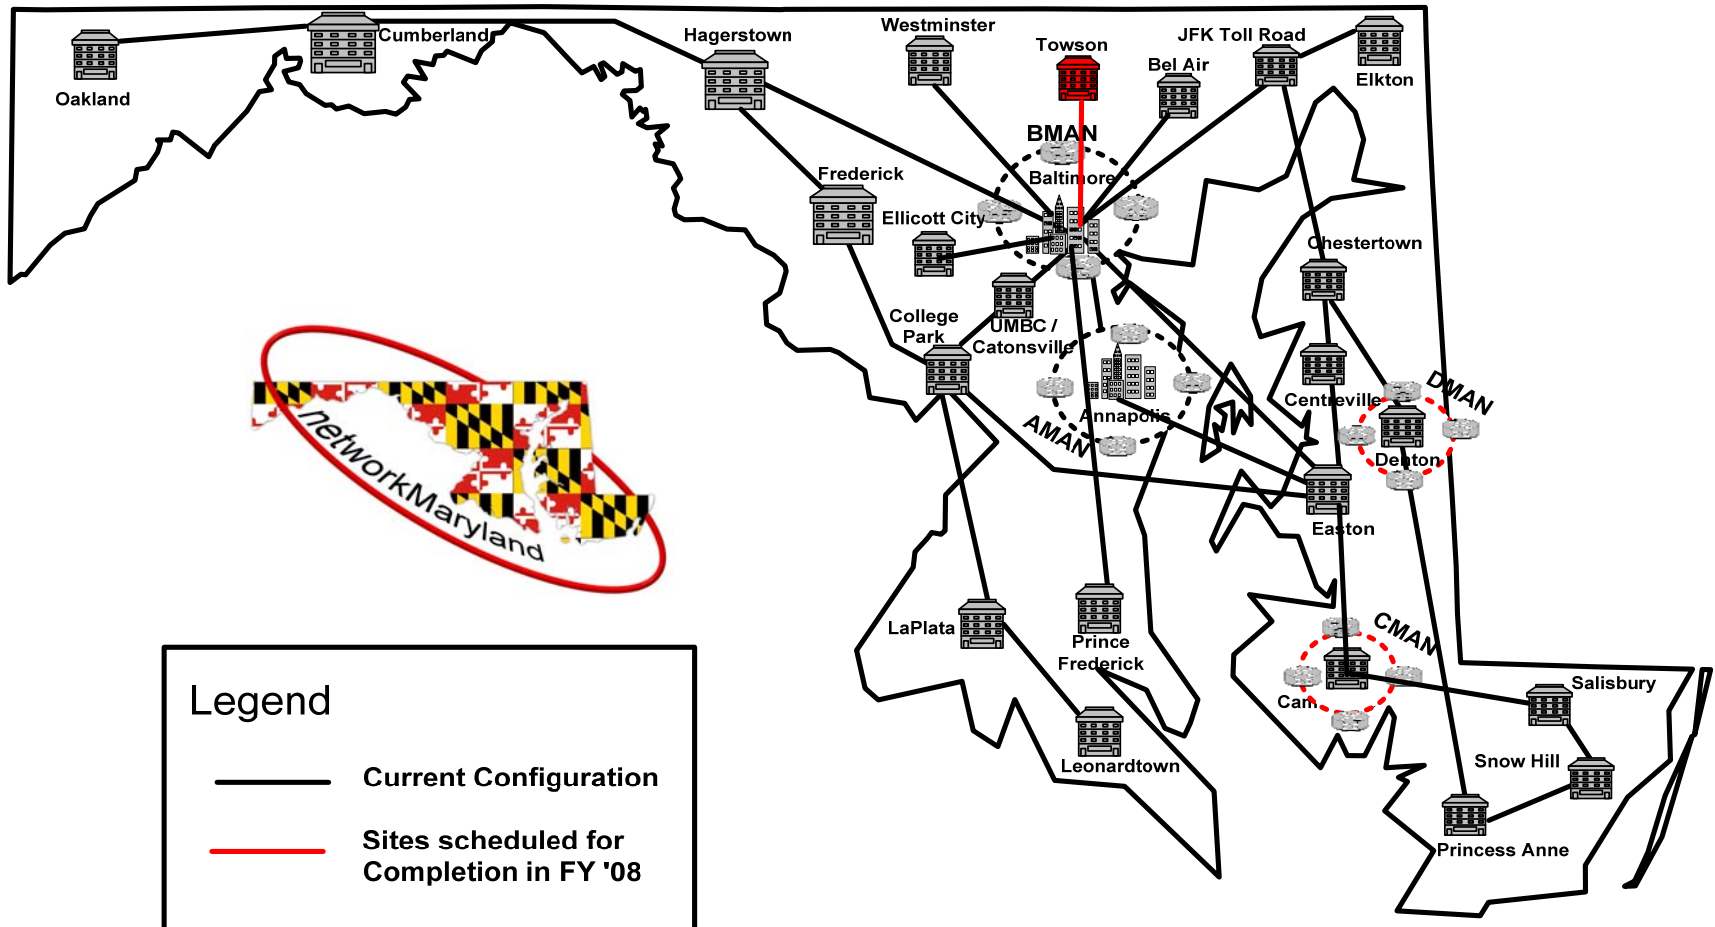 Westminster
Hagerstown
Cumberland
Towson
JFK Toll Road
Bel Air
Elkton
Oakland
BMAN
Frederick
Baltimore
Ellicott City
Chestertown
College
Park
UMBC /
Catonsville
DMAN
Centreville
Annapolis
AMAN
Denton
networkMaryland
Easton
LaPlata
Prince
Frederick
CMAN
Cam
Salisbury
Snow Hill
Leonardtown
Princess Anne
Legend
Current Configuration
Sites scheduled for
Completion in FY '08